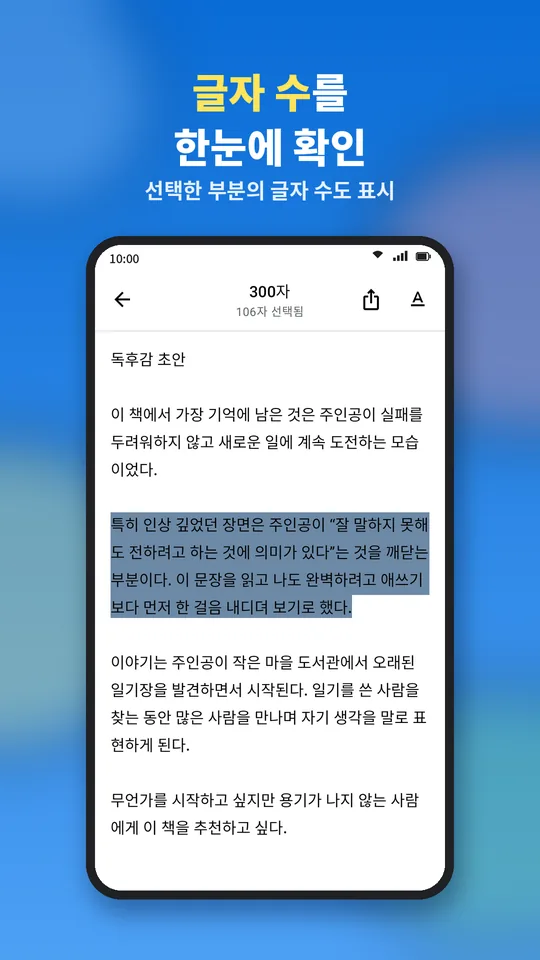 글자 수를
한눈에 확인
선택한 부분의 글자 수도 표시
10:00
300자
106자 선택됨
독후감 초안
이 책에서 가장 기억에 남은 것은 주인공이 실패를
두려워하지 않고 새로운 일에 계속 도전하는 모습
이었다.
특히 인상 깊었던 장면은 주인공이 “잘 말하지 못해
도 전하려고 하는 것에 의미가 있다”는 것을 깨닫는
부분이다. 이 문장을 읽고 나도 완벽하려고 애쓰기
보다 먼저 한 걸음 내디뎌 보기로 했다.
이야기는 주인공이 작은 마을 도서관에서 오래된
일기장을 발견하면서 시작된다. 일기를 쓴 사람을
찾는 동안 많은 사람을 만나며 자기 생각을 말로 표
현하게 된다.
무언가를 시작하고 싶지만 용기가 나지 않는 사람
에게 이 책을 추천하고 싶다.